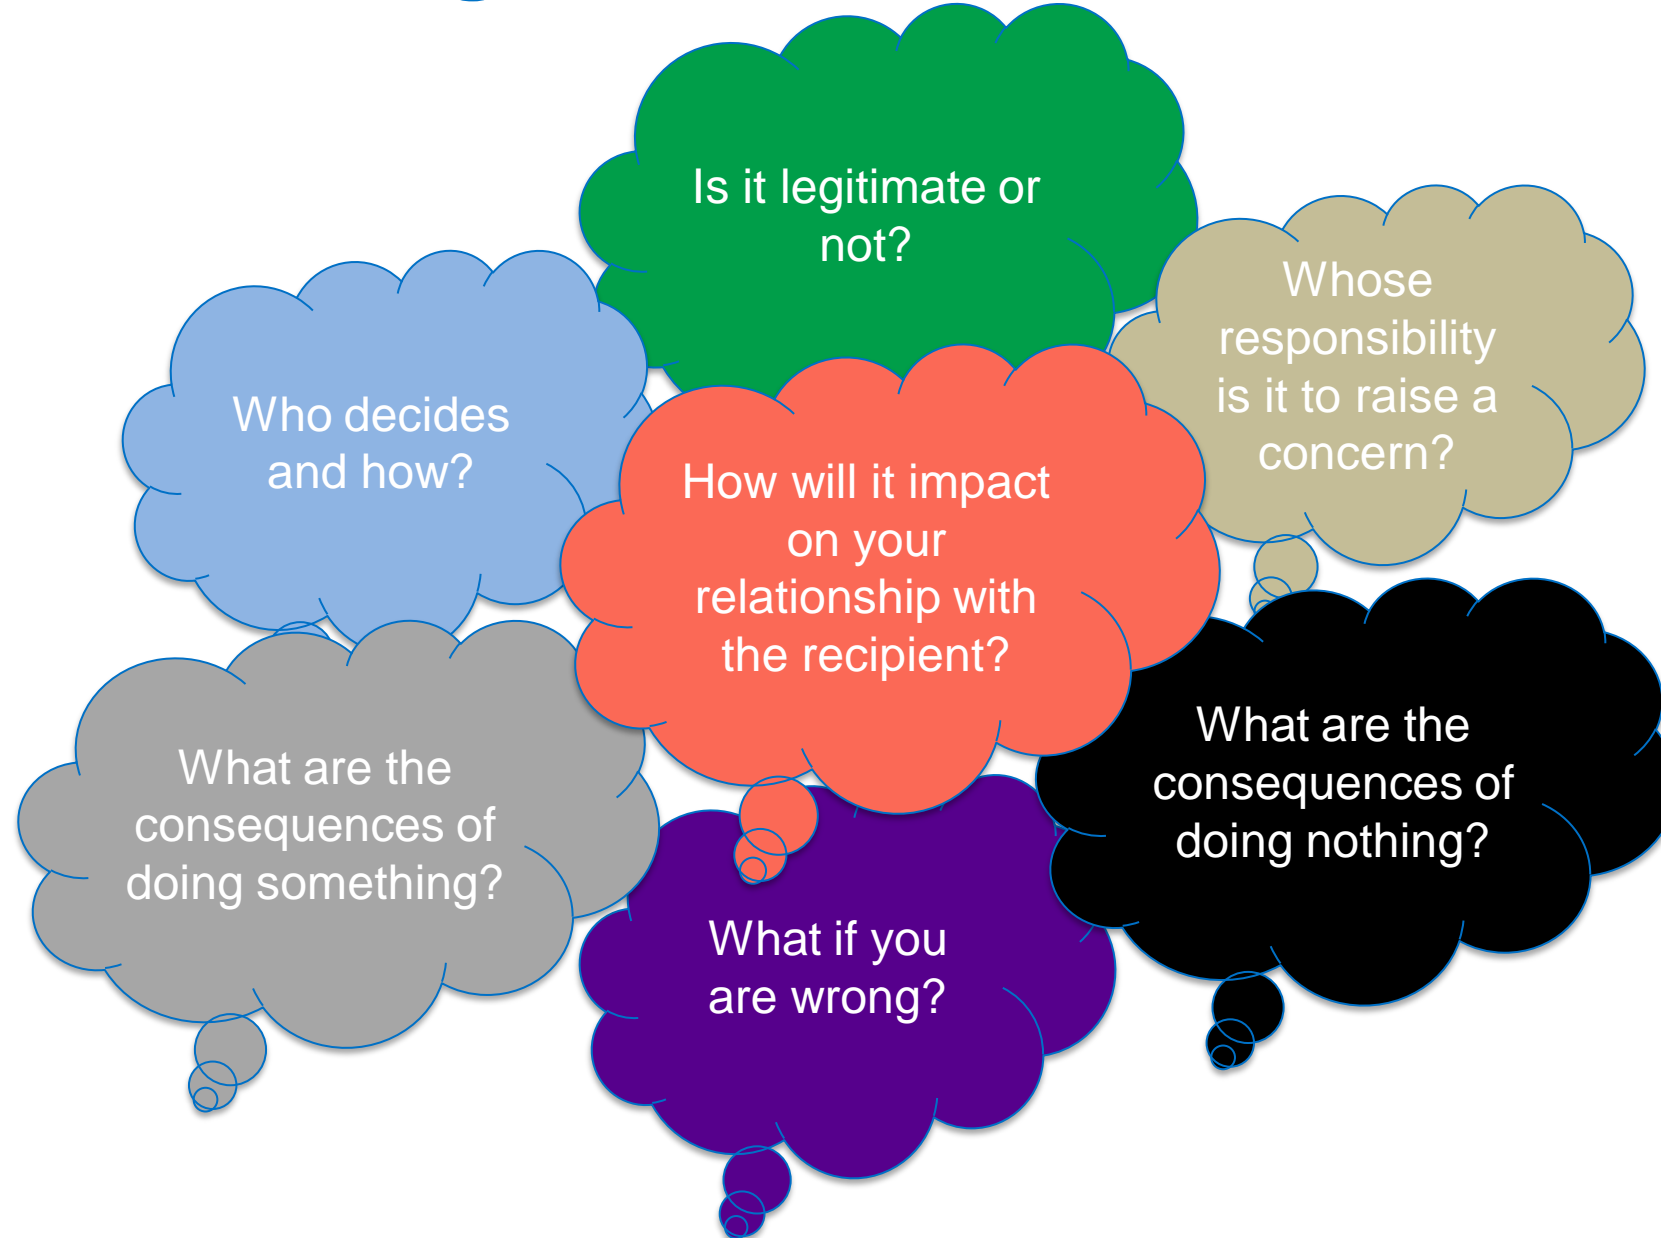 Is it legitimate or
not?
Whose
responsibility
is it to raise a
concern?
Who decides
and how?
How will it impact
on your
relationship with
the recipient?
What are the
consequences of
doing something?
What are the
consequences of
doing nothing?
What if you
are wrong?